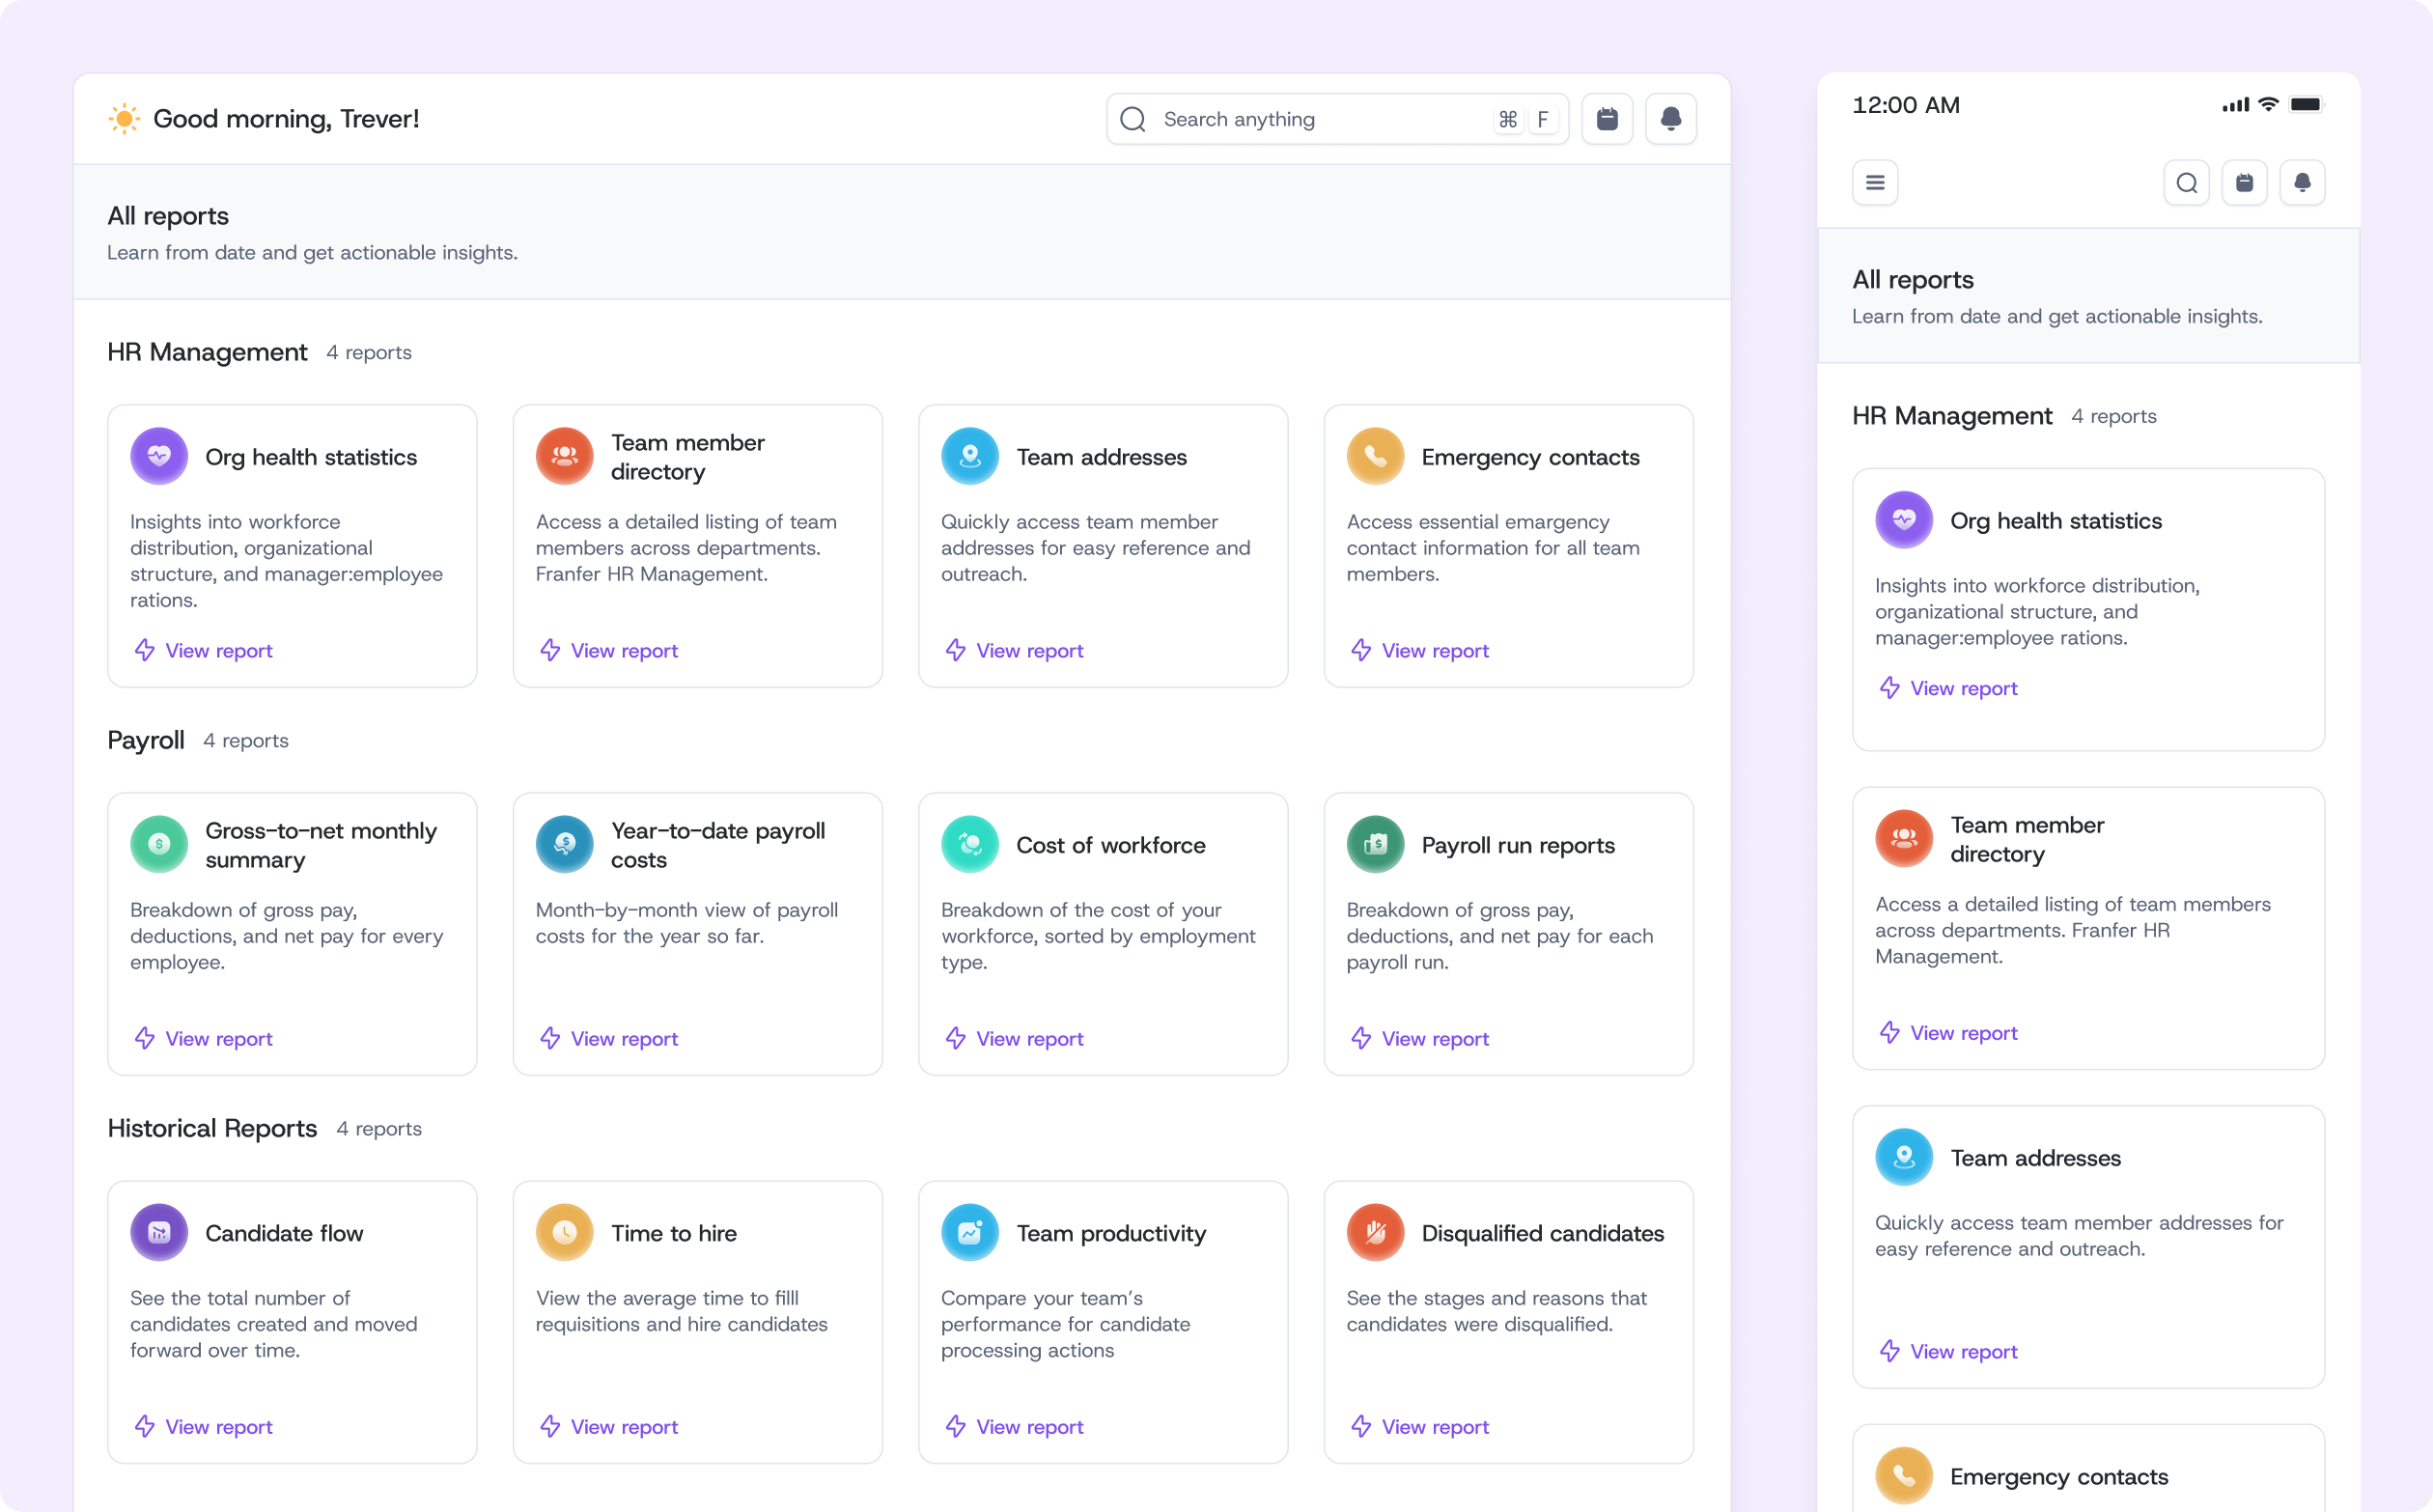 Good morning, Trever!
Search anything
⌘ F
All reports
Learn from date and get actionable insights.
HR Management 4 reports
Org health statistics
Insights into workforce
distribution, organizational
structure, and manager:employee
rations.
View report
Team member
directory
Access a detailed listing of team
members across departments.
Franfer HR Management.
View report
Team addresses
Quickly access team member
addresses for easy reference and
outreach.
View report
Emergency contacts
Access essential emargency
contact information for all team
members.
View report
Payroll 4 reports
Gross-to-net monthly
summary
Breakdown of gross pay,
deductions, and net pay for every
employee.
View report
Year-to-date payroll
costs
Month-by-month view of payroll
costs for the year so far.
View report
Cost of workforce
Breakdown of the cost of your
workforce, sorted by employment
type.
View report
Payroll run reports
Breakdown of gross pay,
deductions, and net pay for each
payroll run.
View report
Historical Reports 4 reports
Candidate flow
See the total number of
candidates created and moved
forward over time.
View report
Time to hire
View the average time to filll
requisitions and hire candidates
View report
Team productivity
Compare your team’s
performance for candidate
processing actions
View report
Disqualified candidates
See the stages and reasons that
candidates were disqualified.
View report
12:00 AM
All reports
Learn from date and get actionable insights.
HR Management 4 reports
Org health statistics
Insights into workforce distribution,
organizational structure, and
manager:employee rations.
View report
Team member
directory
Access a detailed listing of team members
across departments. Franfer HR
Management.
View report
Team addresses
Quickly access team member addresses for
easy reference and outreach.
View report
Emergency contacts